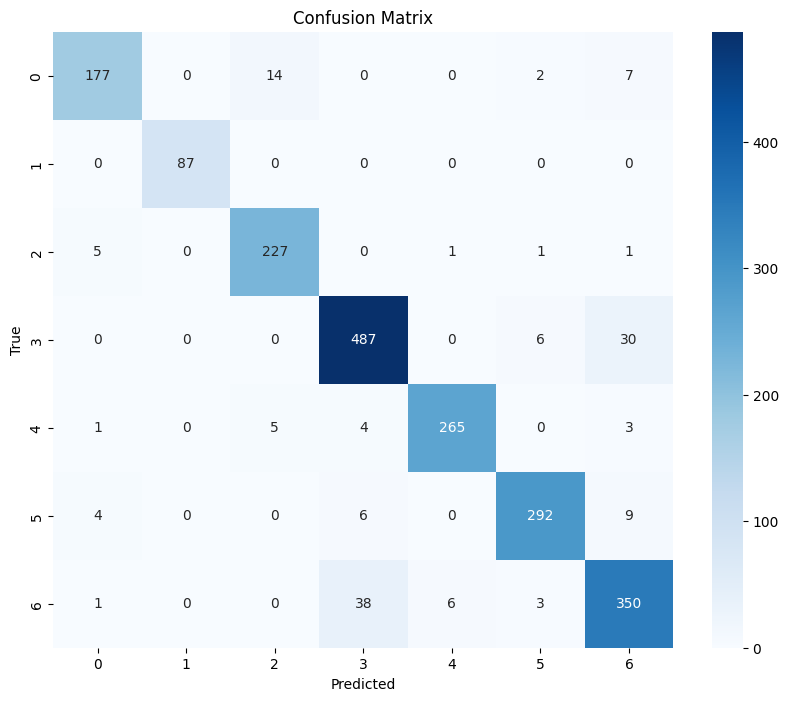 Confusion Matrix
0 177 0 14 0 0 2 7
1 0 87 0 0 0 0 0
2 5 0 227 0 1 1 1
3 0 0 0 487 0 6 30
4 1 0 5 4 265 0 3
5 4 0 0 6 0 292 9
6 1 0 0 38 6 3 350
0 1 2 3 4 5 6
Predicted
True
400
300
200
100
0